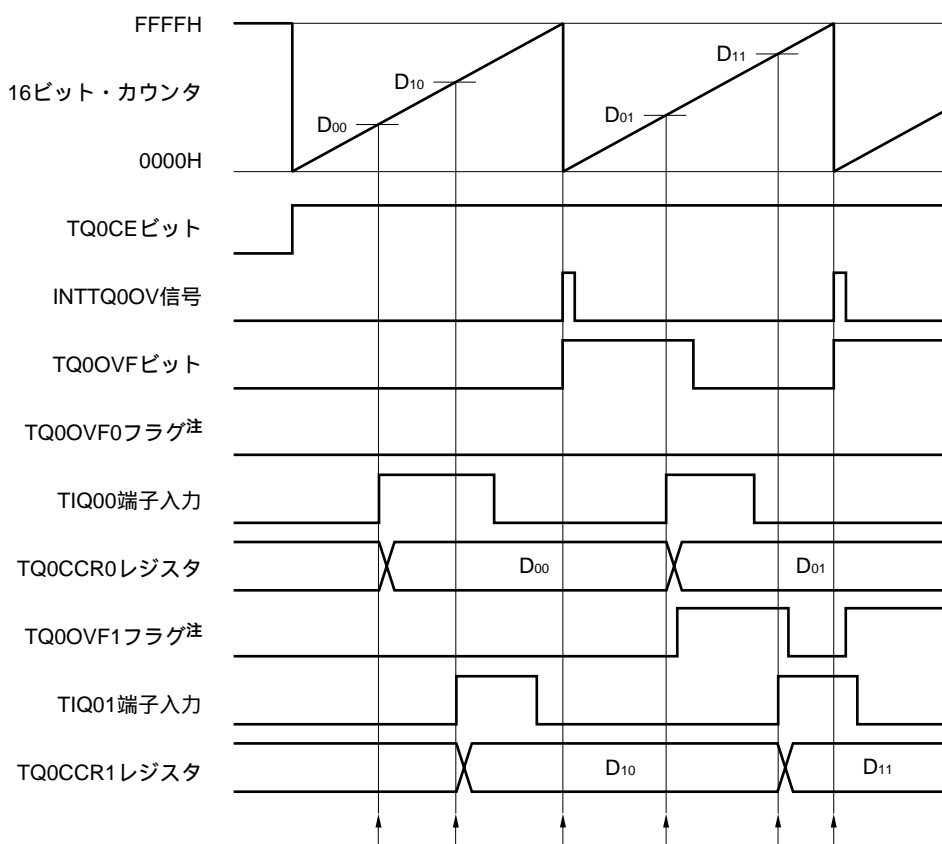 FFFFH
D10
D11
16ビット・カウンタ
D00
D01
0000H
TQ0CEビット
INTTQ0OV信号
TQ0OVFビット
TQ0OVF0フラグ注
TIQ00端子入力
TQ0CCR0レジスタ
D00
D01
TQ0OVF1フラグ注
TIQ01端子入力
TQ0CCR1レジスタ
D10
D11